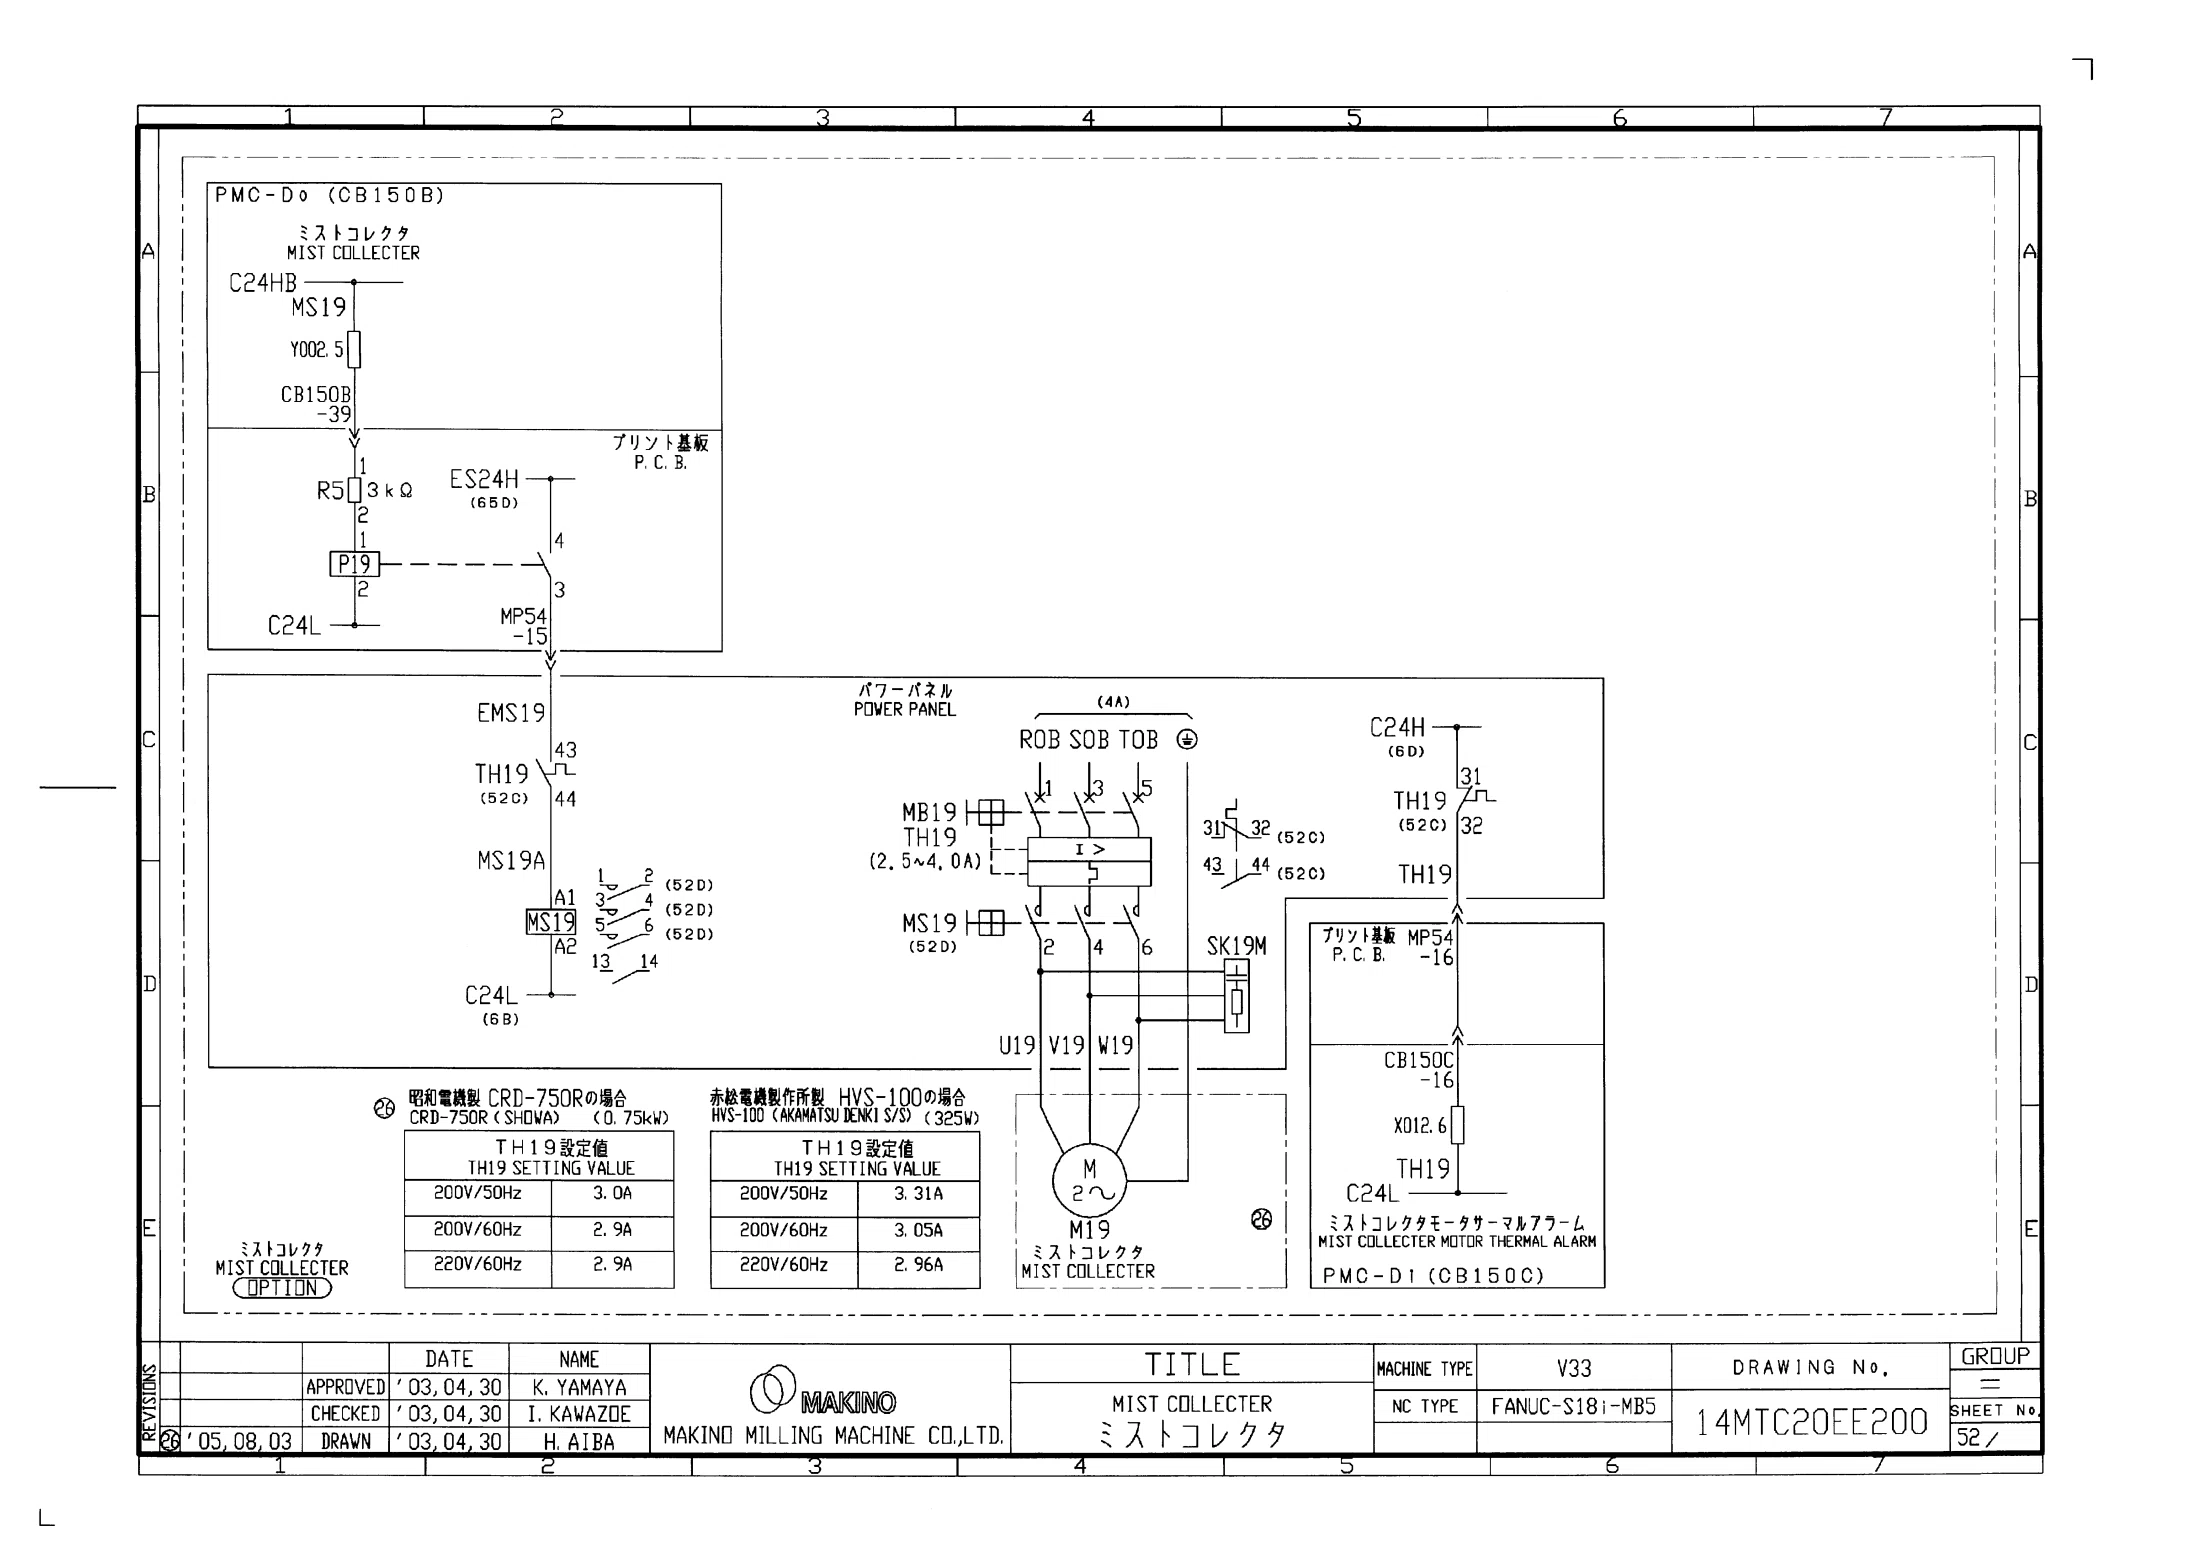 1 2 3 4 5 6 7
A
B
C
D
E
A
B
C
D
E
PMC-Do (CB150B)
ミストコレクタ
MIST COLLECTER
C24HB
MS19
Y002.5
CB150B
-39
プリント基板
P.C.B.
1
R5 3kΩ
2
1
P19
2
C24L
ES24H
(65D)
4
3
MP54
-15
パワーパネル
POWER PANEL
EMS19
43
TH19
(52C)
44
MS19A
A1
MS19
A2
C24L
(6B)
1 2 (52D)
3 4 (52D)
5 6 (52D)
13 14
(4A)
R0B S0B T0B
1 3 5
MB19
TH19
(2.5~4.0A)
I >
MS19
(52D)
2 4 6
31 32 (52C)
43 44 (52C)
SK19M
U19 V19 W19
M
2~
M19
ミストコレクタ
MIST COLLECTER
26
C24H
(6D)
31
TH19
(52C)
32
TH19
プリント基板
P.C.B.
MP54
-16
CB150C
-16
X012.6
TH19
C24L
ミストコレクタモータサーマルアラーム
MIST COLLECTER MOTOR THERMAL ALARM
PMC-Di (CB150C)
26
昭和電機製 CRD-750Rの場合
CRD-750R (SHOWA) (0.75kW)
TH19設定値
TH19 SETTING VALUE
200V/50Hz 3.0A
200V/60Hz 2.9A
220V/60Hz 2.9A
赤松電機製作所製 HVS-100の場合
HVS-100 (AKAMATSU DENKI S/S) (325W)
TH19設定値
TH19 SETTING VALUE
200V/50Hz 3.31A
200V/60Hz 3.05A
220V/60Hz 2.96A
ミストコレクタ
MIST COLLECTER
OPTION
REVISIONS
26 '05,08,03
DATE NAME
APPROVED '03,04,30 K. YAMAYA
CHECKED '03,04,30 I. KAWAZOE
DRAWN '03,04,30 H. AIBA
MAKINO
MAKINO MILLING MACHINE CO.,LTD.
TITLE
MIST COLLECTER
ミストコレクタ
MACHINE TYPE V33
NC TYPE FANUC-S18i-MB5
DRAWING No.
14MTC20EE200
GROUP
=
SHEET No.
52/
1 2 3 4 5 6 7